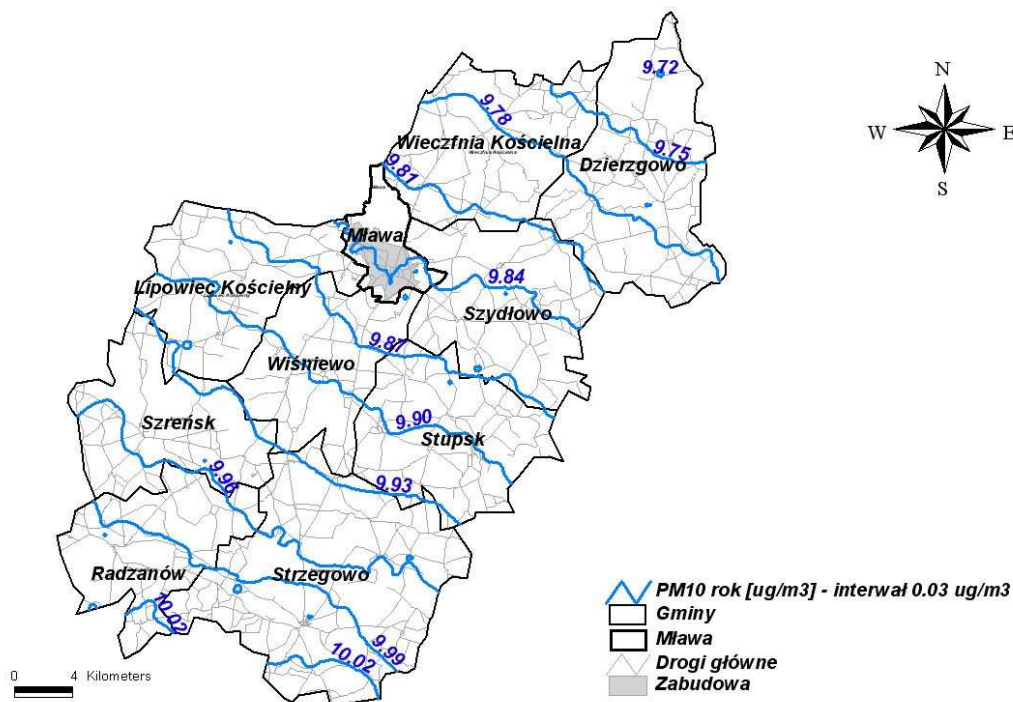 9.72
N
9.78
W
E
Wieczfnia Kościelna
9.75
S
9.81
Dzierzgowo
Mława
9.84
Lipowiec Kościelny
Szydłowo
9.87
Wiśniewo
9.90
Szreńsk
Stupsk
9.96
9.93
Radzanów
Strzegowo
PM10 rok [ug/m3] - interwał 0.03 ug/m3
10.02
Gminy
Mława
10.02
9.99
Drogi główne
0 4 Kilometers
Zabudowa